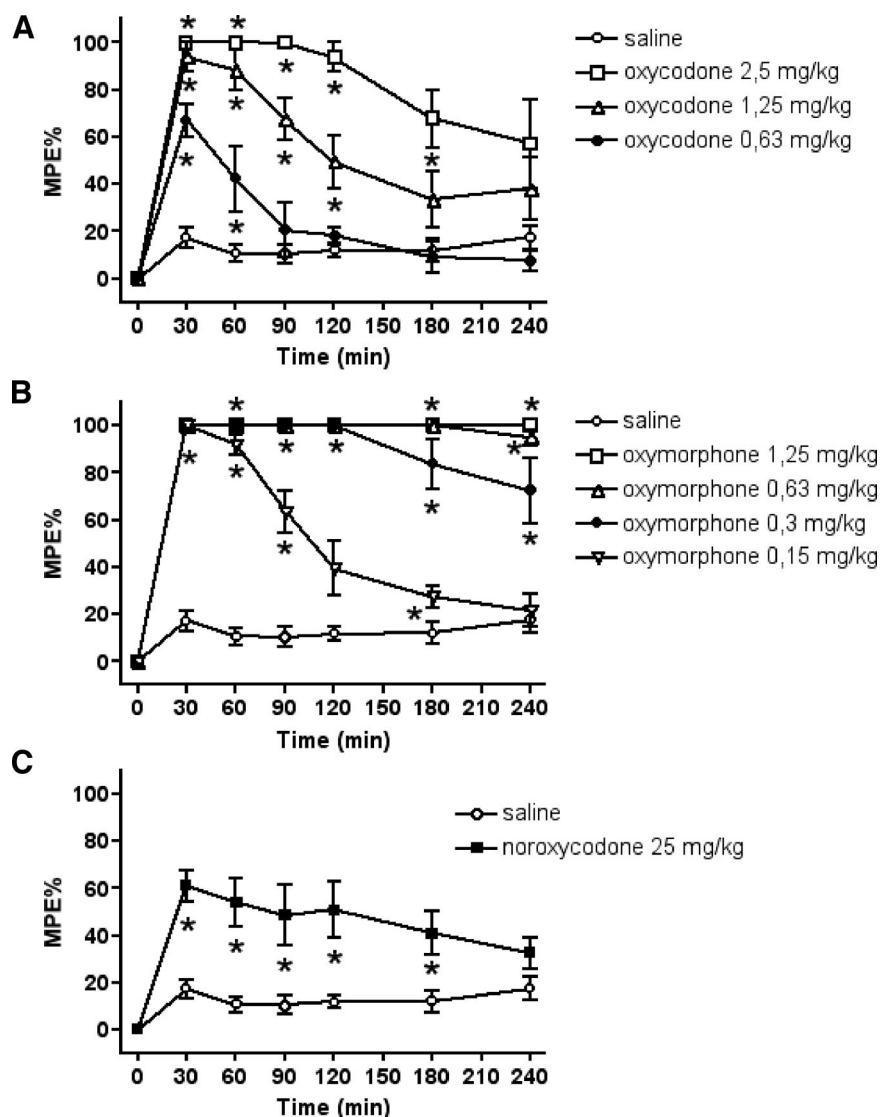 A
MPE%
100
80
60
40
20
0
* *
* * * *
* * * *
* *
0 30 60 90 120 150 180 210 240
Time (min)
saline
oxycodone 2,5 mg/kg
oxycodone 1,25 mg/kg
oxycodone 0,63 mg/kg
B
MPE%
100
80
60
40
20
0
* * *
* * * * *
* * *
*
0 30 60 90 120 150 180 210 240
Time (min)
saline
oxymorphone 1,25 mg/kg
oxymorphone 0,63 mg/kg
oxymorphone 0,3 mg/kg
oxymorphone 0,15 mg/kg
C
MPE%
100
80
60
40
20
0
* * * * *
0 30 60 90 120 150 180 210 240
Time (min)
saline
noroxycodone 25 mg/kg